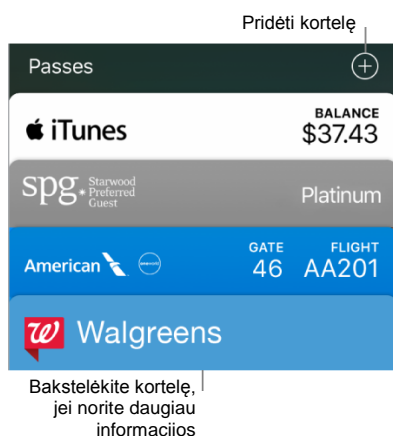 Pridėti kortelę
Passes
iTunes
BALANCE
$37.43
spg. Starwood
Preferred
Guest
Platinum
American
GATE
46
FLIGHT
AA201
Walgreens
Bakstelėkite kortelę,
jei norite daugiau
informacijos